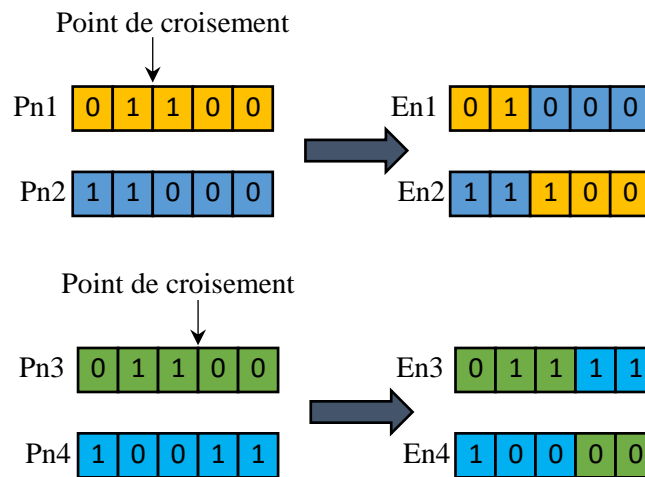 Point de croisement
Pn1 0 1 1 0 0 En1 0 1 0 0 0
Pn2 1 1 0 0 0 En2 1 1 1 0 0
Point de croisement
Pn3 0 1 1 0 0 En3 0 1 1 1 1
Pn4 1 0 0 1 1 En4 1 0 0 0 0